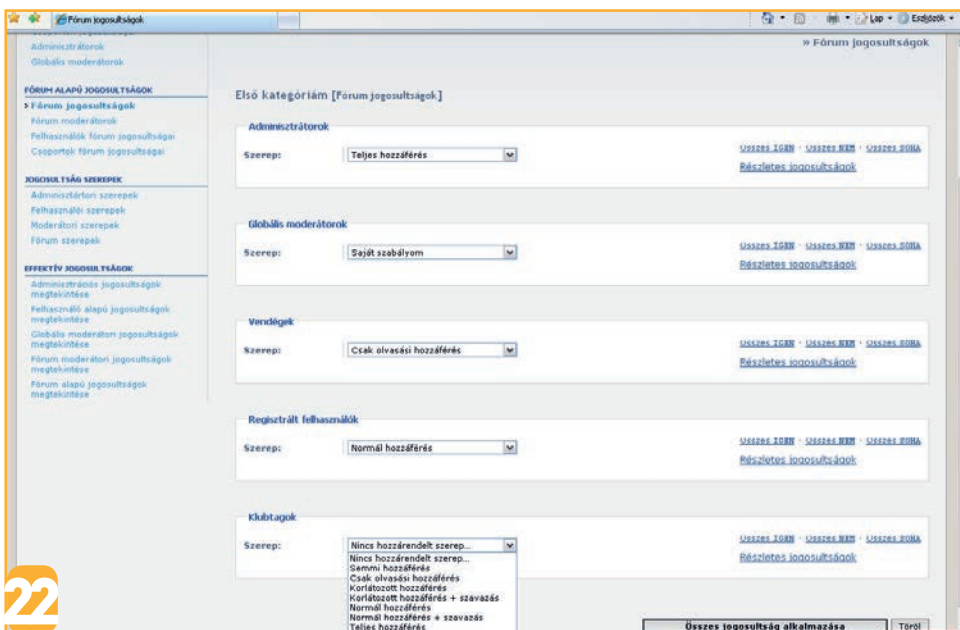 Fórum jogosultságok
Lap
Eszközök
Adminisztrátorok
Globális moderátorok
» Fórum jogosultságok
FÓRUM ALAPÚ JOGOSULTSÁGOK
Fórum jogosultságok
Fórum moderátorok
Felhasználók fórum jogosultságai
Csoportok fórum jogosultságai
JOGOSULTSÁG SZEREPEK
Adminisztártori szerepek
Felhasználói szerepek
Moderátori szerepek
Fórum szerepek
EFFEKTÍV JOGOSULTSÁGOK
Adminisztrációs jogosultságok
megtekintése
Felhasználó alapú jogosultságok
megtekintése
Globális moderátori jogosultságok
megtekintése
Fórum moderátori jogosultságok
megtekintése
Fórum alapú jogosultságok
megtekintése
Első kategóriám [Fórum jogosultságok]
Adminisztrátorok
Szerep: Teljes hozzáférés
Összes IGEN · Összes NEM · Összes SOHA
Részletes jogosultságok
Globális moderátorok
Szerep: Saját szabályom
Összes IGEN · Összes NEM · Összes SOHA
Részletes jogosultságok
Vendégek
Szerep: Csak olvasási hozzáférés
Összes IGEN · Összes NEM · Összes SOHA
Részletes jogosultságok
Regisztrált felhasználók
Szerep: Normál hozzáférés
Összes IGEN · Összes NEM · Összes SOHA
Részletes jogosultságok
Klubtagok
Szerep: Nincs hozzárendelt szerep...
Összes IGEN · Összes NEM · Összes SOHA
Részletes jogosultságok
Nincs hozzárendelt szerep...
Semmi hozzáférés
Csak olvasási hozzáférés
Korlátozott hozzáférés
Korlátozott hozzáférés + szavazás
Normál hozzáférés
Normál hozzáférés + szavazás
Teljes hozzáférés
Összes jogosultság alkalmazása
Töröl
22